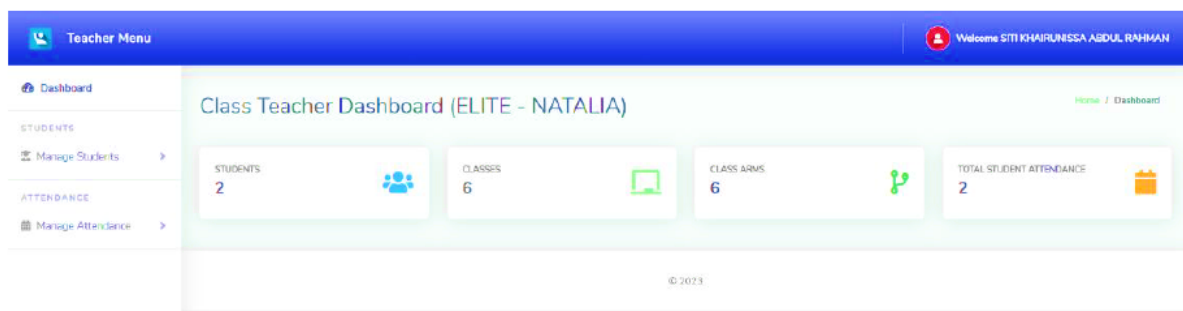 Teacher Menu
Welcome SITI KHAIRUNISSA ABDUL RAHMAN
Dashboard
Class Teacher Dashboard (ELITE - NATALIA)
Home / Dashboard
STUDENTS
Manage Students
ATTENDANCE
Manage Attendance
STUDENTS
2
CLASSES
6
CLASS ARMS
6
TOTAL STUDENT ATTENDANCE
2
© 2023